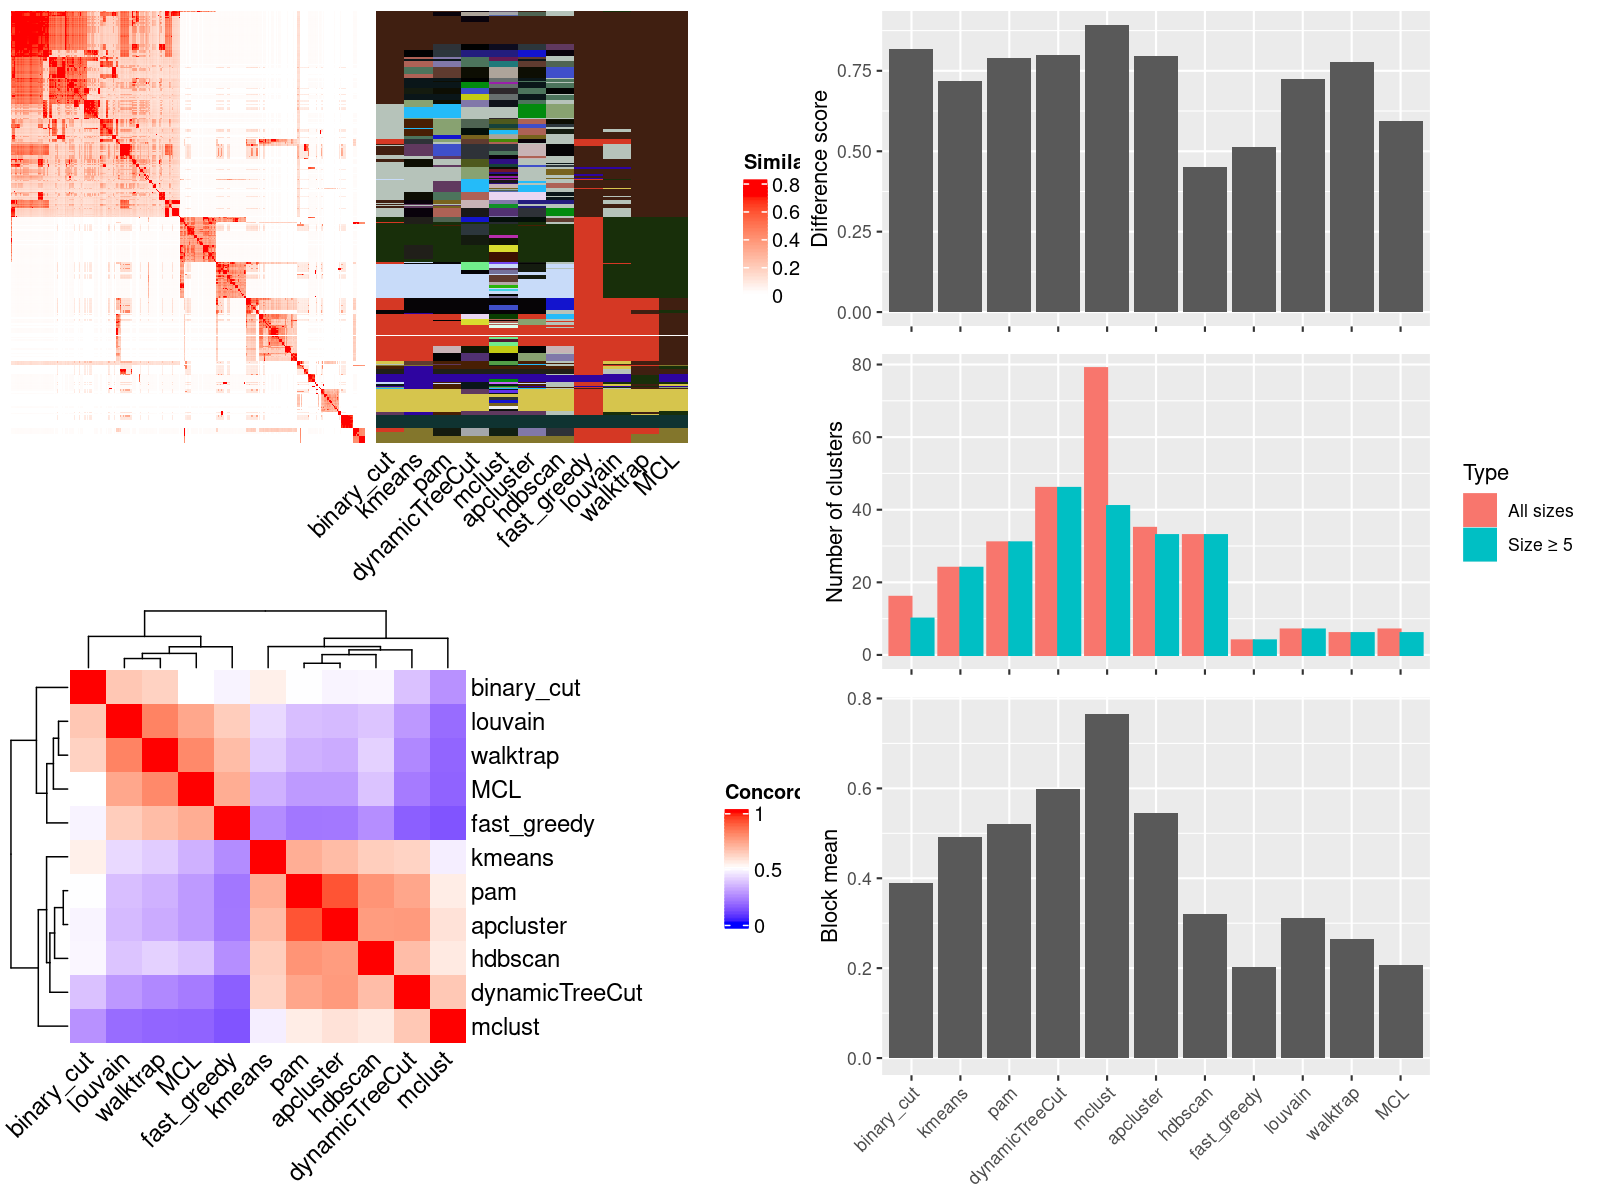 Simila
0.8
0.6
0.4
0.2
0
binary_cut
kmeans
pam
dynamicTreeCut
mclust
apcluster
hdbscan
fast_greedy
louvain
walktrap
MCL
Difference score
0.75
0.50
0.25
0.00
Number of clusters
80
60
40
20
0
Type
All sizes
Size ≥ 5
binary_cut
louvain
walktrap
MCL
fast_greedy
kmeans
pam
apcluster
hdbscan
dynamicTreeCut
mclust
binary_cut
louvain
walktrap
MCL
fast_greedy
kmeans
pam
apcluster
hdbscan
dynamicTreeCut
mclust
Concord
1
0.5
0
Block mean
0.8
0.6
0.4
0.2
0.0
binary_cut
kmeans
pam
dynamicTreeCut
mclust
apcluster
hdbscan
fast_greedy
louvain
walktrap
MCL